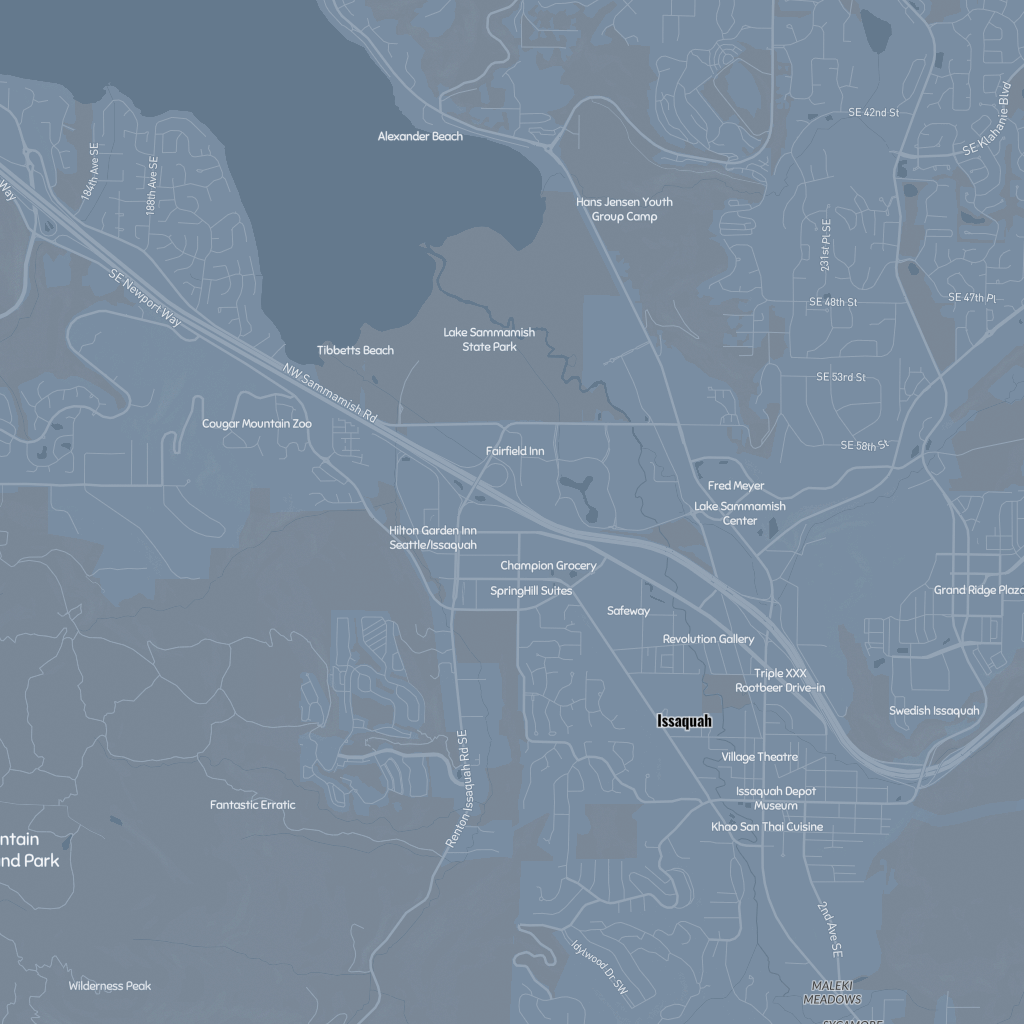 SE 42nd St
SE Klahanie Blvd
Alexander Beach
184th Ave SE
188th Ave SE
Way
Hans Jensen Youth
Group Camp
231st Pl SE
SE Newport Way
SE 48th St
SE 47th Pl
Lake Sammamish
State Park
Tibbetts Beach
NW Sammamish Rd
SE 53rd St
Cougar Mountain Zoo
SE 58th St
Fairfield Inn
Fred Meyer
Lake Sammamish
Center
Hilton Garden Inn
Seattle/Issaquah
Champion Grocery
SpringHill Suites
Grand Ridge Plaza
Safeway
Revolution Gallery
Triple XXX
Rootbeer Drive-in
Swedish Issaquah
Issaquah
Village Theatre
Renton Issaquah Rd SE
Issaquah Depot
Museum
Fantastic Erratic
Khao San Thai Cuisine
ntain
nd Park
2nd Ave SE
Idylwood Dr SW
Wilderness Peak
MALEKI
MEADOWS
SYCAMORE